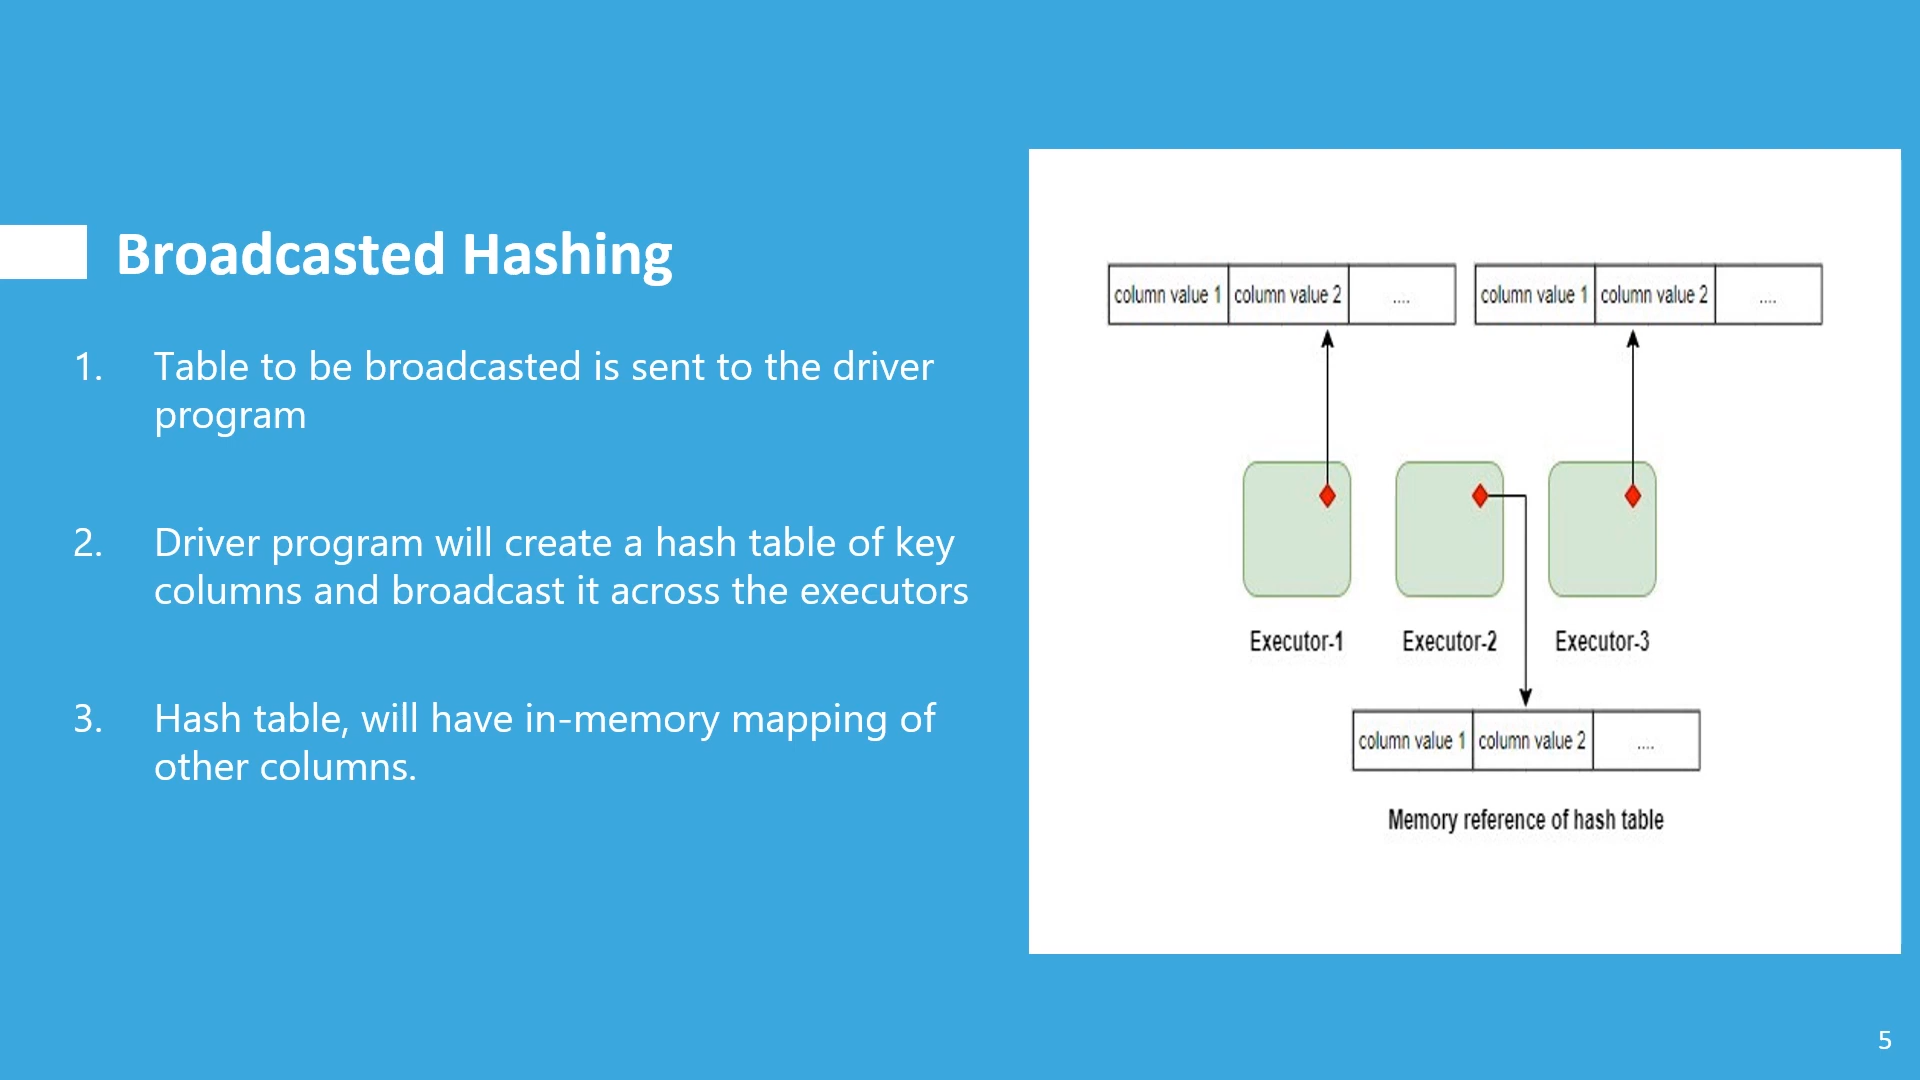 Broadcasted Hashing
1. Table to be broadcasted is sent to the driver
program
2. Driver program will create a hash table of key
columns and broadcast it across the executors
3. Hash table, will have in-memory mapping of
other columns.
column value 1 column value 2 ....
column value 1 column value 2 ....
Executor-1 Executor-2 Executor-3
column value 1 column value 2 ....
Memory reference of hash table
5